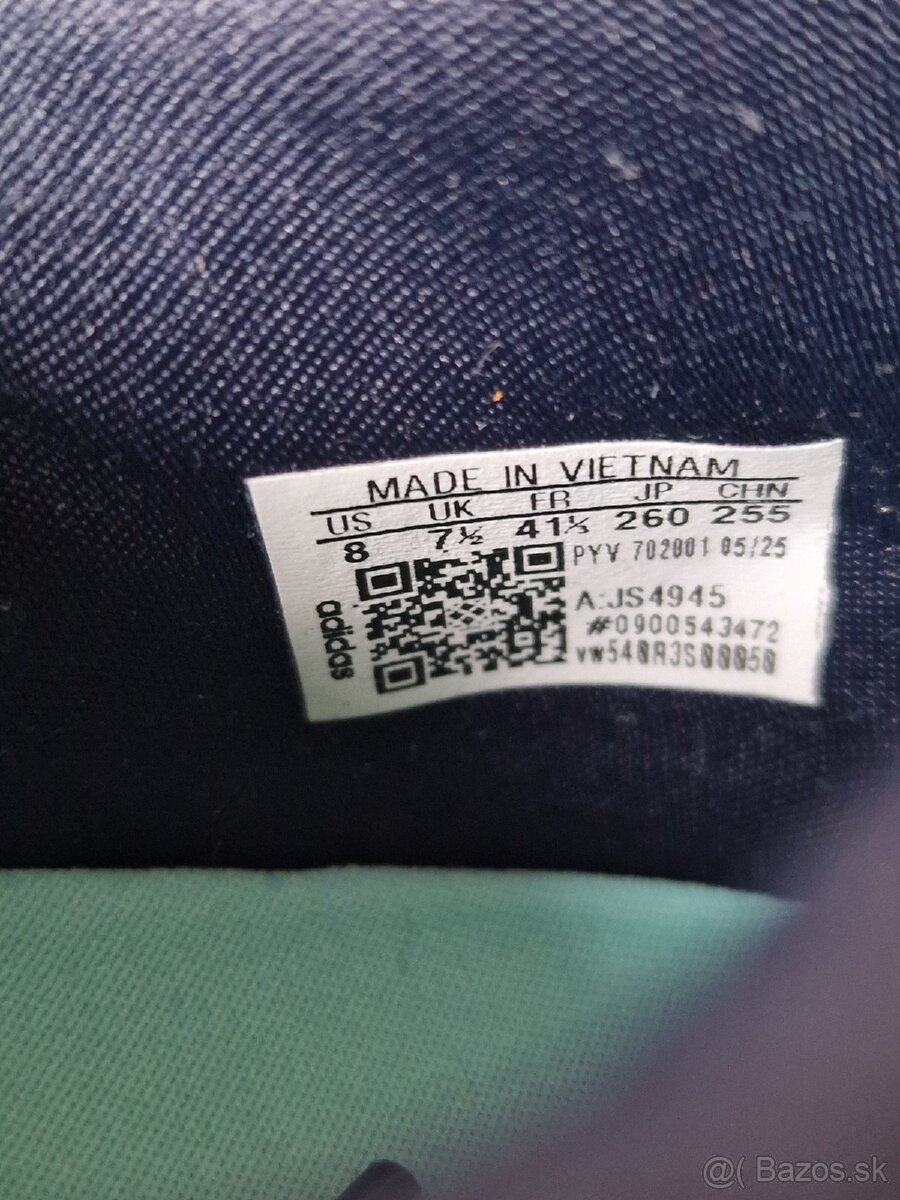 MADE IN VIETNAM
US UK FR JP CHN
8 7½ 41⅓ 260 255
PYV 702001 05/25
A:JS4945
#0900543472
vw540R3S00050
adidas
@( Bazos.sk